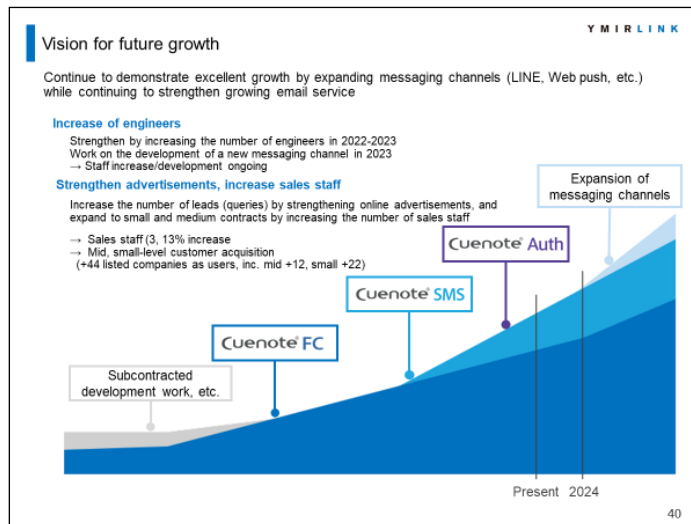 YMIRLINK
Vision for future growth
Continue to demonstrate excellent growth by expanding messaging channels (LINE, Web push, etc.)
while continuing to strengthen growing email service
Increase of engineers
Strengthen by increasing the number of engineers in 2022-2023
Work on the development of a new messaging channel in 2023
→ Staff increase/development ongoing
Strengthen advertisements, increase sales staff
Increase the number of leads (queries) by strengthening online advertisements, and
expand to small and medium contracts by increasing the number of sales staff
→ Sales staff (3, 13% increase
→ Mid, small-level customer acquisition
(+44 listed companies as users, inc. mid +12, small +22)
Expansion of
messaging channels
Cuenote® Auth
Cuenote® SMS
Cuenote® FC
Subcontracted
development work, etc.
Present 2024
40